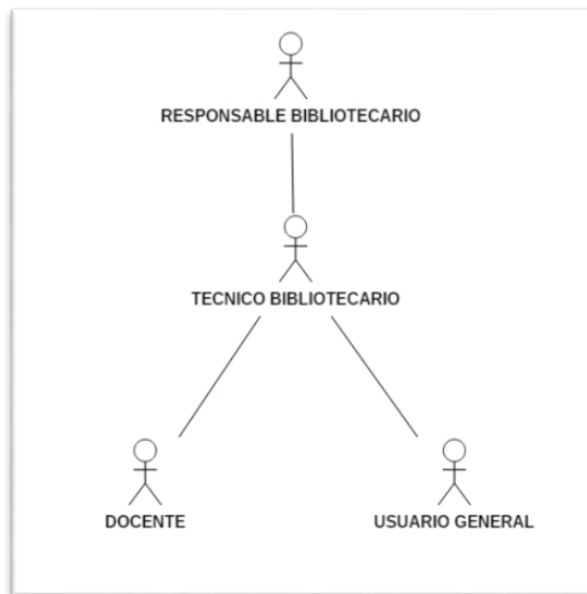 RESPONSABLE BIBLIOTECARIO
TECNICO BIBLIOTECARIO
DOCENTE
USUARIO GENERAL